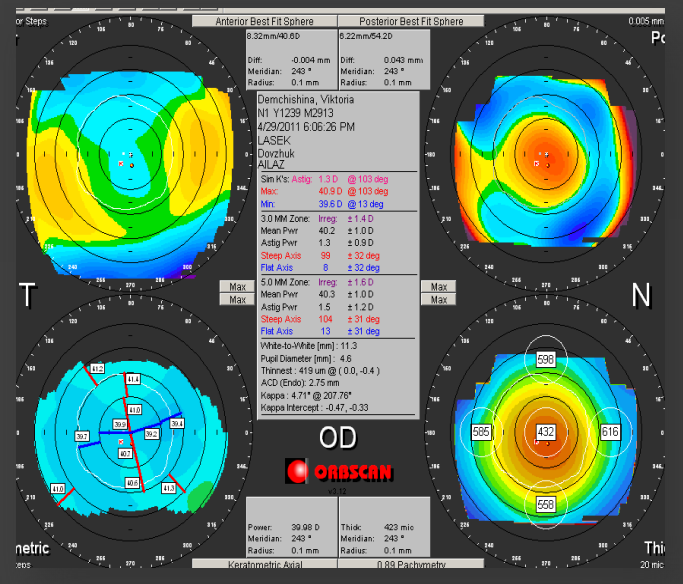 or Steps
Anterior Best Fit Sphere
Posterior Best Fit Sphere
0.005 mm
Po
8.32mm/40.6D
6.22mm/54.2D
Diff: -0.004 mm
Meridian: 243 °
Radius: 0.1 mm
Diff: 0.043 mm
Meridian: 243 °
Radius: 0.1 mm
Demchishina, Viktoria
N1 Y1239 M2913
4/29/2011 6:06:26 PM
LASEK
Dovzhuk
AILAZ
Sim K's: Astig: 1.3 D @ 103 deg
Max: 40.9 D @ 103 deg
Min: 39.6 D @ 13 deg
3.0 MM Zone: Irreg: ± 1.4 D
Mean Pwr 40.2 ± 1.0 D
Astig Pwr 1.3 ± 0.9 D
Steep Axis 99 ± 32 deg
Flat Axis 8 ± 32 deg
5.0 MM Zone: Irreg: ± 1.6 D
Mean Pwr 40.3 ± 1.0 D
Astig Pwr 1.5 ± 1.2 D
Steep Axis 104 ± 31 deg
Flat Axis 13 ± 31 deg
White-to-White [mm] : 11.3
Pupil Diameter [mm] : 4.6
Thinnest : 419 um @ ( 0.0, -0.4 )
ACD (Endo): 2.75 mm
Kappa : 4.71° @ 207.76°
Kappa Intercept : -0.47, -0.33
Max
Max
Max
Max
T
N
41.2
41.4
41.0
39.9
39.4
39.7
39.2
40.7
40.6
41.0
41.3
598
585
432
616
558
OD
ORBSCAN
Power: 39.98 D
Meridian: 243 °
Radius: 0.1 mm
Thick: 423 mic
Meridian: 243 °
Radius: 0.1 mm
metric
Keratometric Axial
0.89 Pachymetry
Thi
20 mic